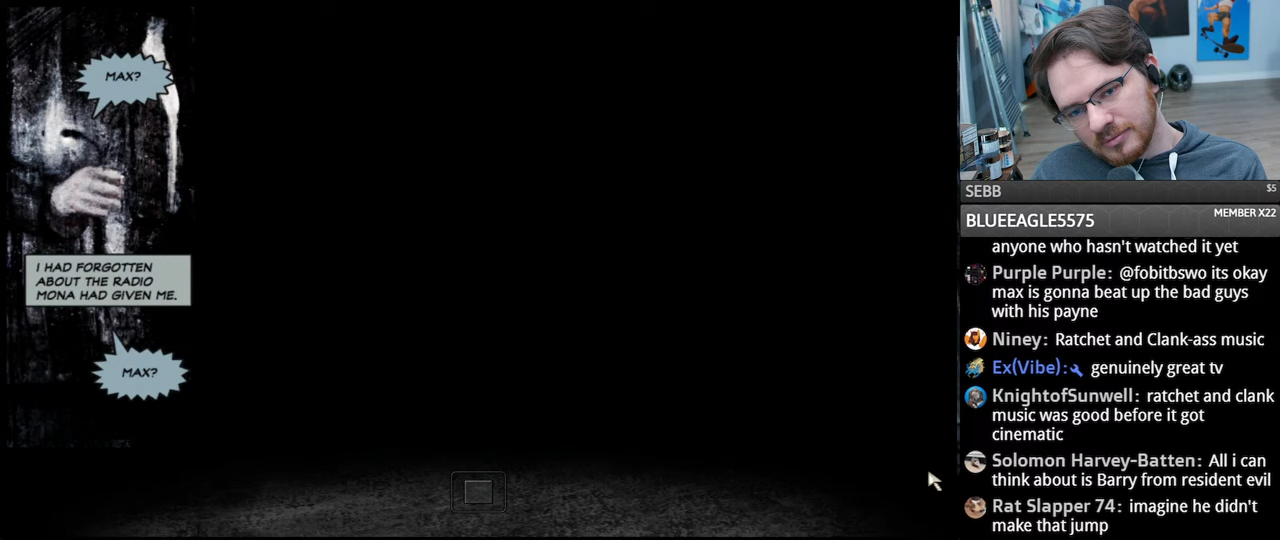 MAX?
I HAD FORGOTTEN
ABOUT THE RADIO
MONA HAD GIVEN ME.
MAX?
SEBB
$5
BLUEEAGLE5575
MEMBER X22
anyone who hasn't watched it yet
Purple Purple: @fobitbswo its okay
max is gonna beat up the bad guys
with his payne
Niney: Ratchet and Clank-ass music
Ex(Vibe): genuinely great tv
KnightofSunwell: ratchet and clank
music was good before it got
cinematic
Solomon Harvey-Batten: All i can
think about is Barry from resident evil
Rat Slapper 74: imagine he didn't
make that jump